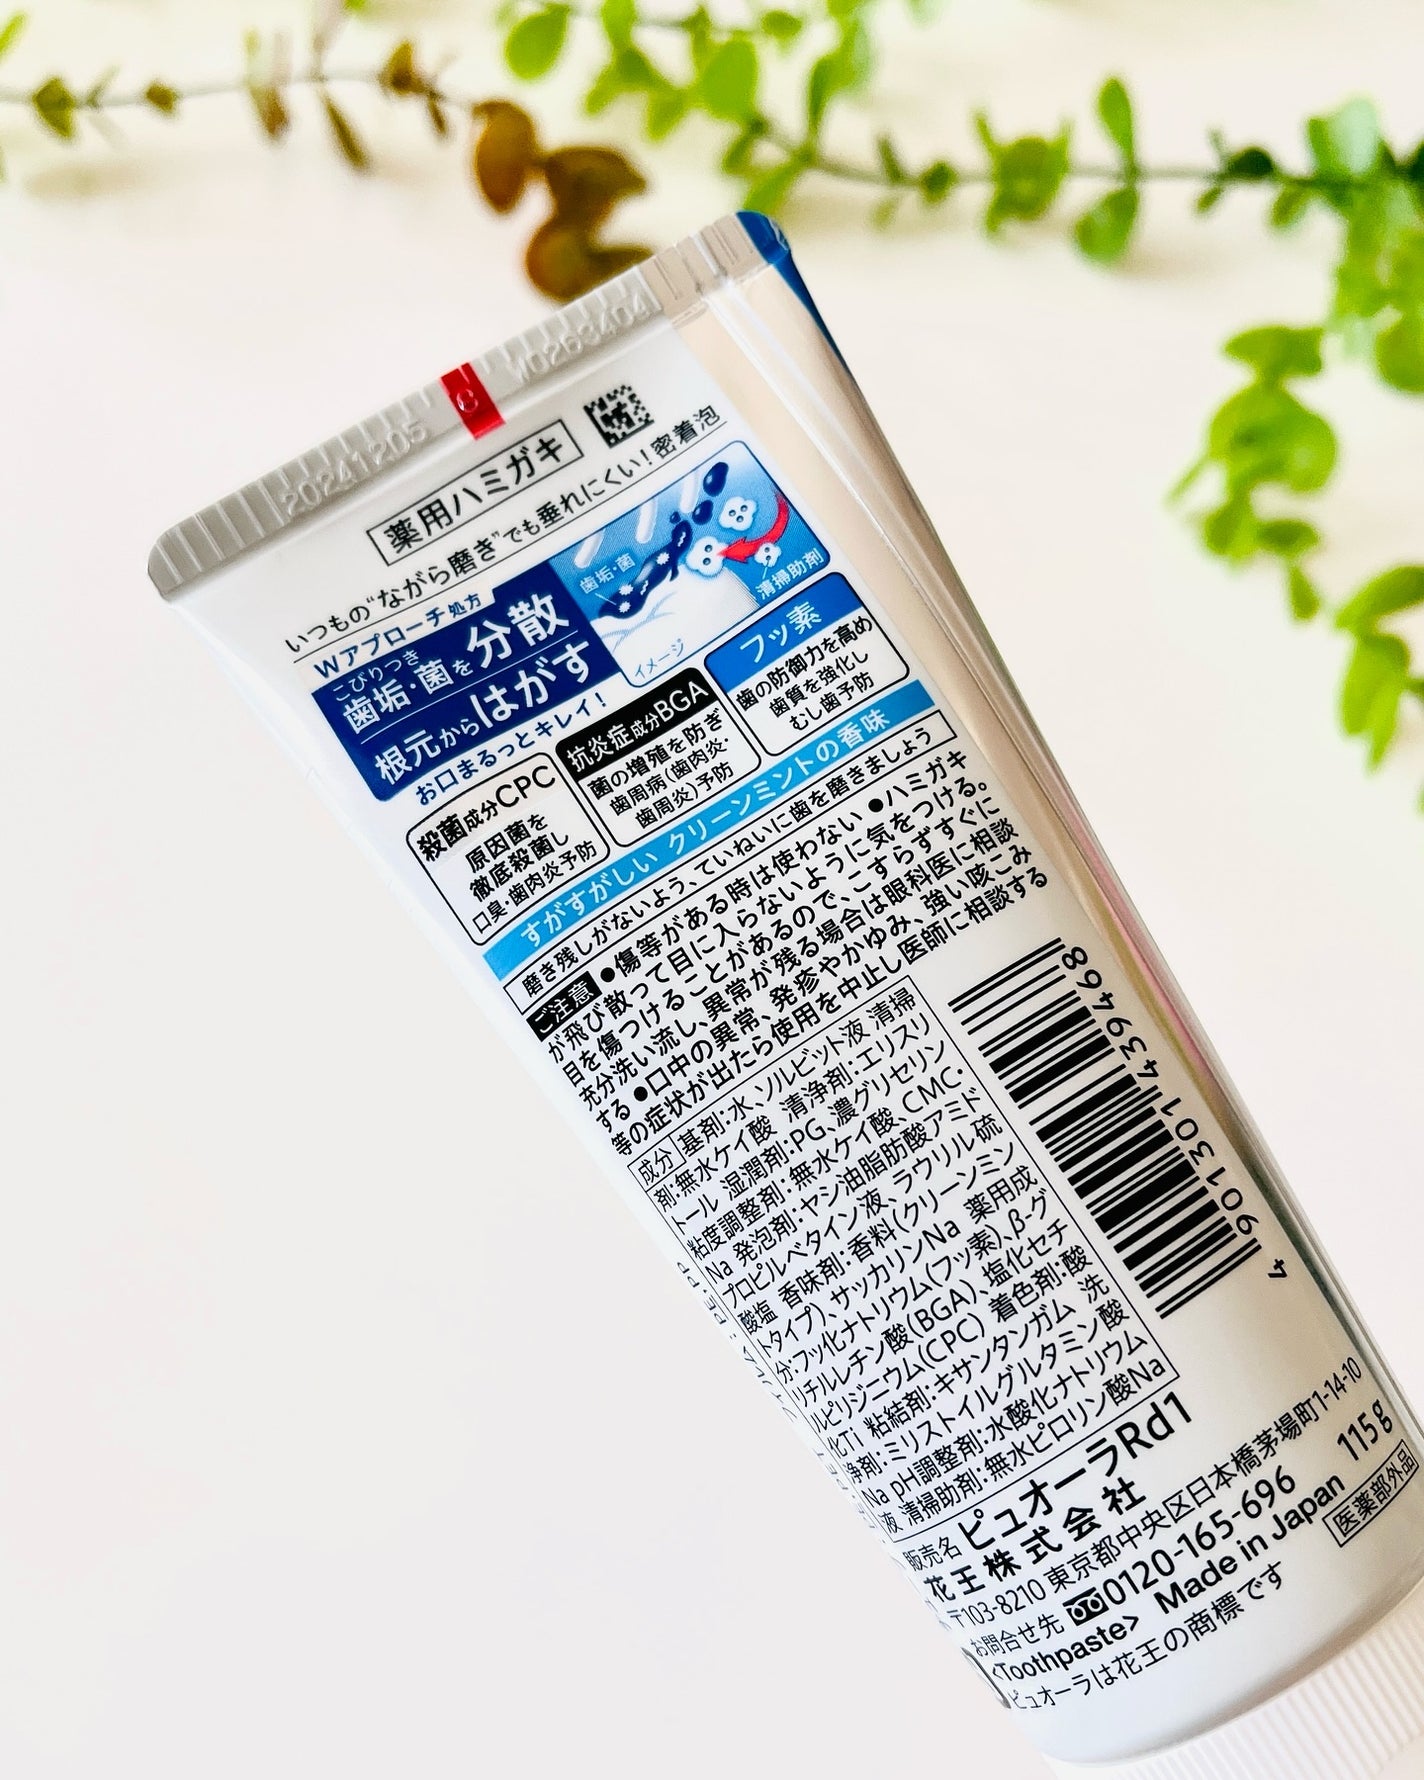 20241205
薬用ハミガキ
いつもの“ながら磨き”でも垂れにくい!密着泡
Wアプローチ処方
こびりつき
歯垢・菌を分散
根元からはがす
お口まるっとキレイ!
歯垢・菌
清掃助剤
イメージ
殺菌成分CPC
原因菌を
徹底殺菌し
口臭・歯肉炎予防
抗炎症成分BGA
菌の増殖を防ぎ
歯周病(歯肉炎・
歯周炎)予防
フッ素
歯の防御力を高め
歯質を強化し
むし歯予防
すがすがしい クリーンミントの香味
磨き残しがないよう、ていねいに歯を磨きましょう
ご注意 ●傷等がある時は使わない ●ハミガキ
が飛び散って目に入らないように気をつける。
目を傷つけることがあるので、こすらずすぐに
充分洗い流し、異常が残る場合は眼科医に相談
する ●口中の異常、発疹やかゆみ、強い咳こみ
等の症状が出たら使用を中止し医師に相談する
成分 基剤:水、ソルビット液 清掃
剤:無水ケイ酸 清浄剤:エリスリ
トール 湿潤剤:PG、濃グリセリン
粘度調整剤:無水ケイ酸、CMC・
Na 発泡剤:ヤシ油脂肪酸アミド
プロピルベタイン液、ラウリル硫
酸塩 香味剤:香料(クリーンミン
トタイプ)、サッカリンNa 薬用成
分:フッ化ナトリウム(フッ素)、β-グ
リチルレチン酸(BGA)、塩化セチ
ルピリジニウム(CPC) 着色剤:酸
化Ti 粘結剤:キサンタンガム 洗
浄剤:ミリストイルグルタミン酸
Na pH調整剤:水酸化ナトリウム
液 清掃助剤:無水ピロリン酸Na
4 901301 439468
販売名 ピュオーラRd1
花王株式会社
〒103-8210 東京都中央区日本橋茅場町1-14-10
お問合せ先 0120-165-696
115g
<Toothpaste> Made in Japan
医薬部外品
ピュオーラは花王の商標です